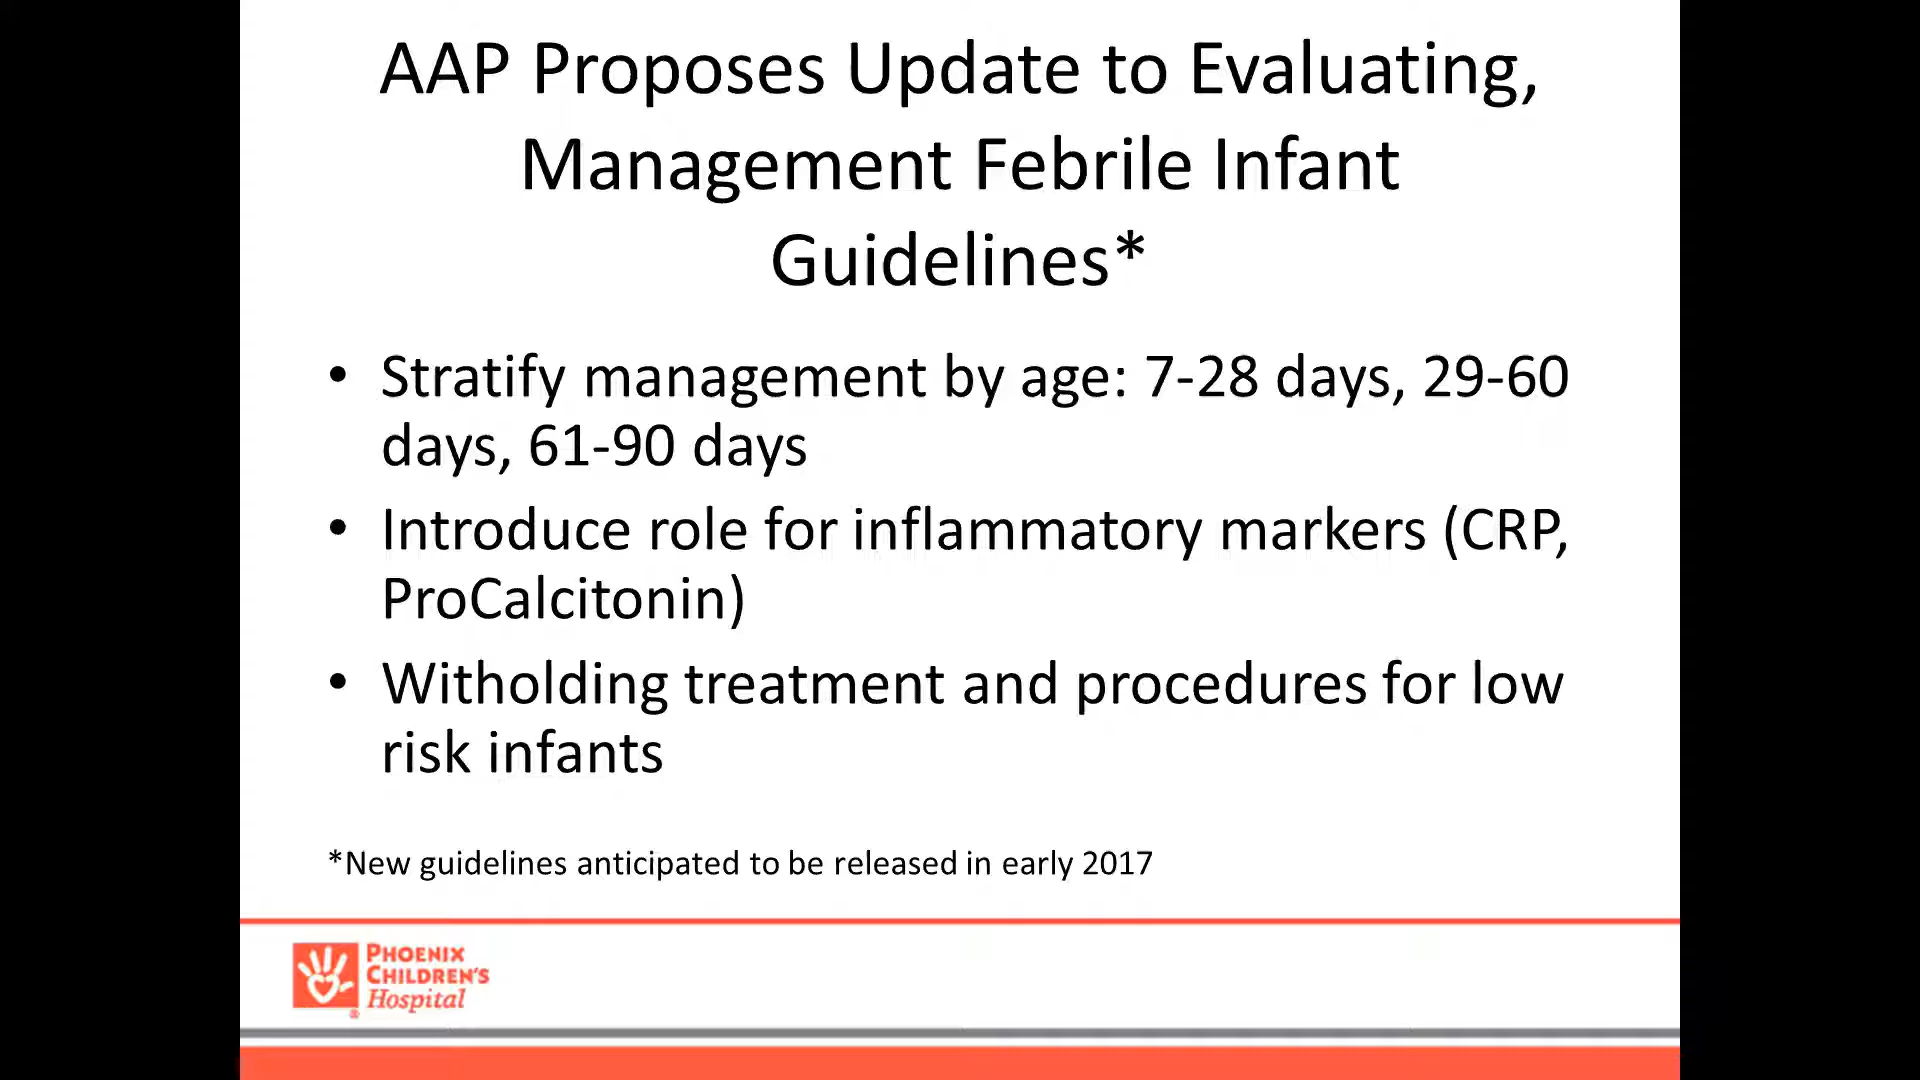 AAP Proposes Update to Evaluating,
Management Febrile Infant
Guidelines*
• Stratify management by age: 7-28 days, 29-60
days, 61-90 days
• Introduce role for inflammatory markers (CRP,
ProCalcitonin)
• Witholding treatment and procedures for low
risk infants
*New guidelines anticipated to be released in early 2017
PHOENIX
CHILDREN'S
Hospital
®